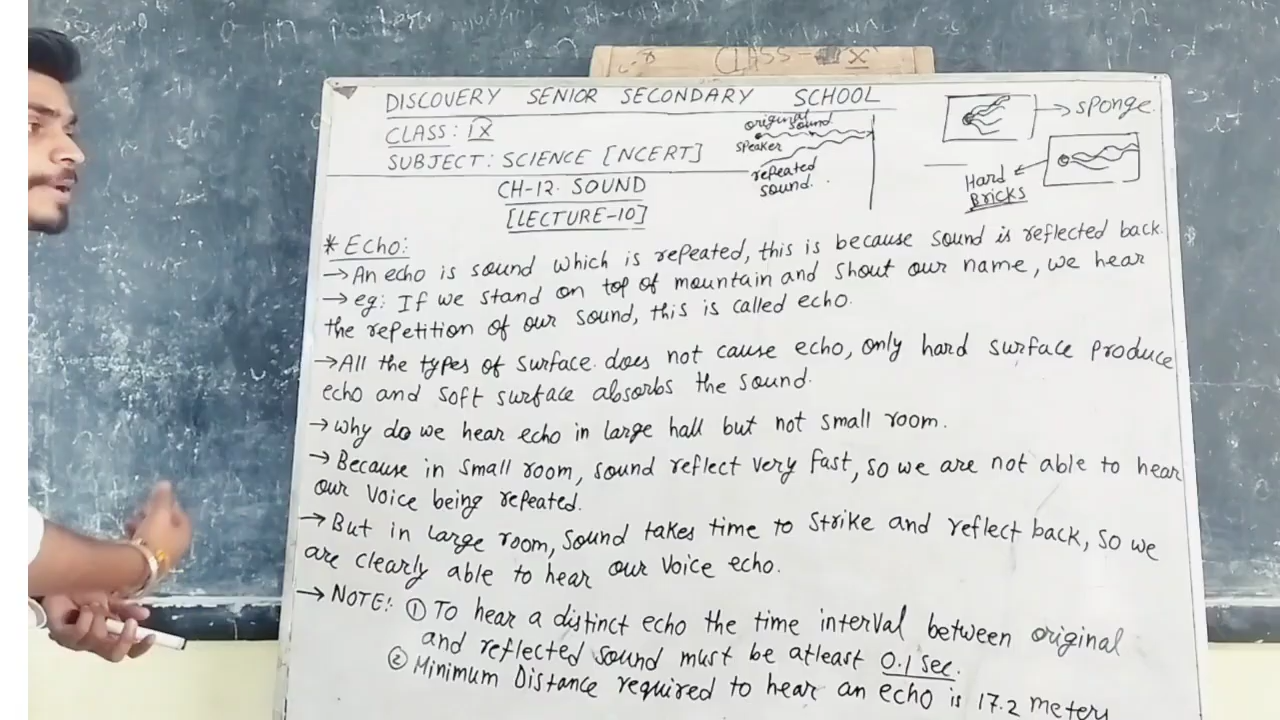 CLASS - IX
DISCOVERY SENIOR SECONDARY SCHOOL
CLASS: IX
SUBJECT: SCIENCE [NCERT]
CH-12. SOUND
[LECTURE-10]
original sound
speaker
repeated
sound.
sponge.
Hard
Bricks
* Echo:
→ An echo is sound which is repeated, this is because sound is reflected back.
→ eg: If we stand on top of mountain and shout our name, we hear
the repetition of our sound, this is called echo.
→ All the types of surface does not cause echo, only hard surface produce
echo and soft surface absorbs the sound.
→ why do we hear echo in large hall but not small room.
→ Because in small room, sound reflect very fast, so we are not able to hear
our voice being repeated.
→ But in large room, sound takes time to strike and reflect back, so we
are clearly able to hear our voice echo.
→ NOTE: ① To hear a distinct echo the time interval between original
and reflected sound must be atleast 0.1 sec.
② Minimum Distance required to hear an echo is 17.2 meters